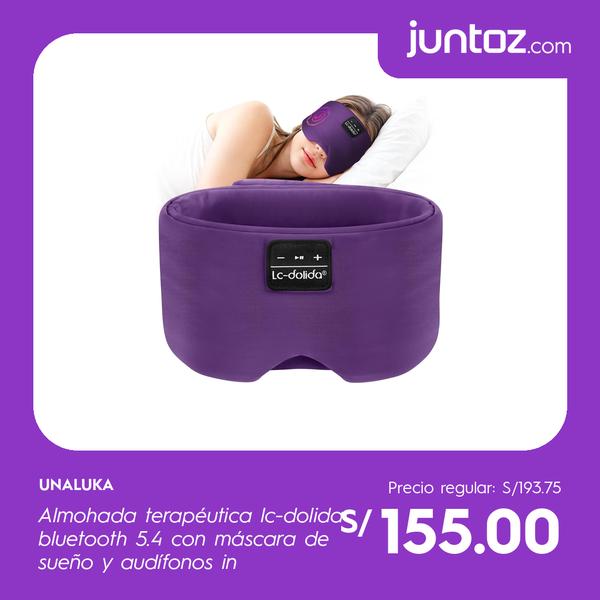 juntoz.com
− ▶II +
Lc-dolida®
UNALUKA
Precio regular: S/193.75
Almohada terapéutica lc-dolida
bluetooth 5.4 con máscara de
sueño y audífonos in
S/ 155.00